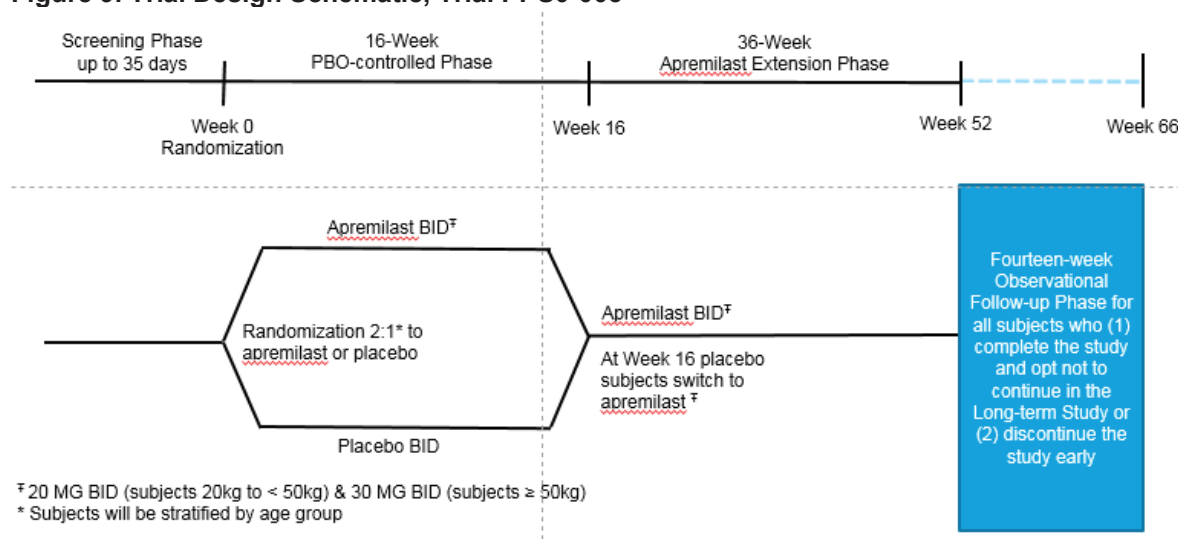 Screening Phase
up to 35 days
16-Week
PBO-controlled Phase
36-Week
Apremilast Extension Phase
Week 0
Randomization
Week 16
Week 52
Week 66
Apremilast BID Ŧ
Randomization 2:1* to
apremilast or placebo
Placebo BID
Apremilast BID Ŧ
At Week 16 placebo
subjects switch to
apremilast Ŧ
Fourteen-week
Observational
Follow-up Phase for
all subjects who (1)
complete the study
and opt not to
continue in the
Long-term Study or
(2) discontinue the
study early
Ŧ 20 MG BID (subjects 20kg to < 50kg) & 30 MG BID (subjects ≥ 50kg)
* Subjects will be stratified by age group